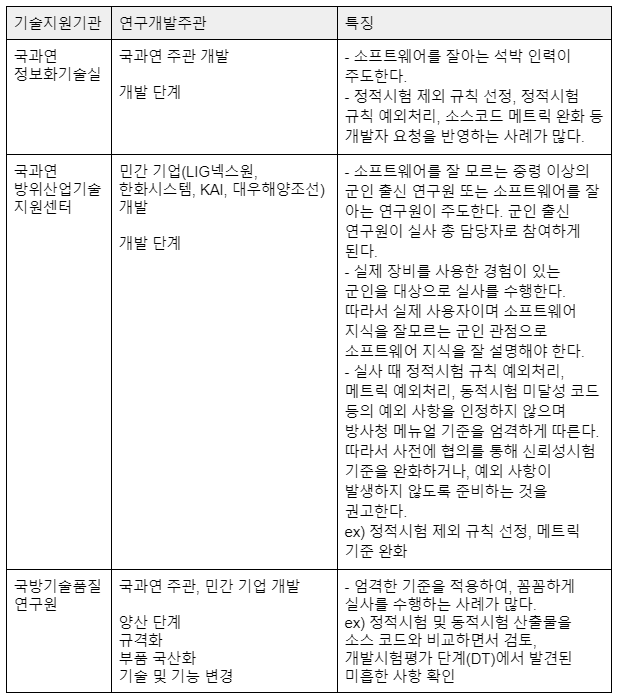 기술지원기관
연구개발주관
특징
국과연
정보화기술실
국과연 주관 개발
개발 단계
- 소프트웨어를 잘아는 석박 인력이
주도한다.
- 정적시험 제외 규칙 선정, 정적시험
규칙 예외처리, 소스코드 메트릭 완화 등
개발자 요청을 반영하는 사례가 많다.
국과연
방위산업기술
지원센터
민간 기업(LIG넥스원,
한화시스템, KAI, 대우해양조선)
개발
개발 단계
- 소프트웨어를 잘 모르는 중령 이상의
군인 출신 연구원 또는 소프트웨어를 잘
아는 연구원이 주도한다. 군인 출신
연구원이 실사 종 담당자로 참여하게
된다.
- 실제 장비를 사용한 경험이 있는
군인을 대상으로 실사를 수행한다.
따라서 실제 사용자이며 소프트웨어
지식을 잘모르는 군인 관점으로
소프트웨어 지식을 잘 설명해야 한다.
- 실사 때 정적시험 규칙 예외처리,
메트릭 예외처리, 동적시험 미달성 코드
등의 예외 사항을 인정하지 않으며
방사청 메뉴얼 기준을 엄격하게 따른다.
따라서 사전에 협의를 통해 신뢰성시험
기준을 완화하거나, 예외 사항이
발생하지 않도록 준비하는 것을
권고한다.
ex) 정적시험 제외 규칙 선정, 메트릭
기준 완화
국방기술품질
연구원
국과연 주관, 민간 기업 개발
양산 단계
규격화
부품 국산화
기술 및 기능 변경
- 엄격한 기준을 적용하여, 꼼꼼하게
실사를 수행하는 사례가 많다.
ex) 정적시험 및 동적시험 산출물을
소스 코드와 비교하면서 검토,
개발시험평가 단계(DT)에서 발견된
미흡한 사항 확인